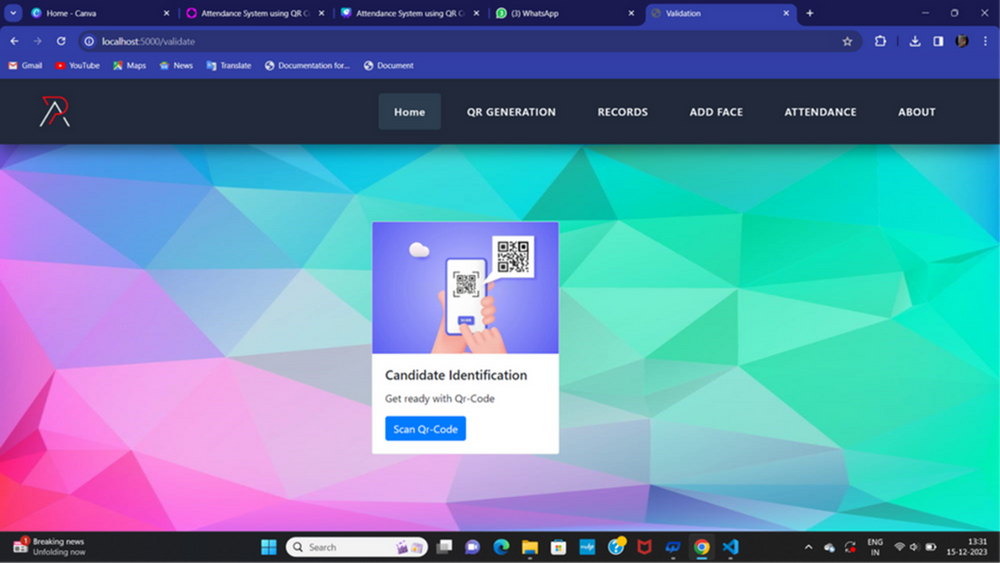 Home - Canva
Attendance System using QR C
Attendance System using QR C
(3) WhatsApp
Validation
localhost:5000/validate
Gmail
YouTube
Maps
News
Translate
Documentation for...
Document
Home
QR GENERATION
RECORDS
ADD FACE
ATTENDANCE
ABOUT
SCAN
Candidate Identification
Get ready with Qr-Code
Scan Qr-Code
1
Breaking news
Unfolding now
Search
ENG
IN
13:31
15-12-2023